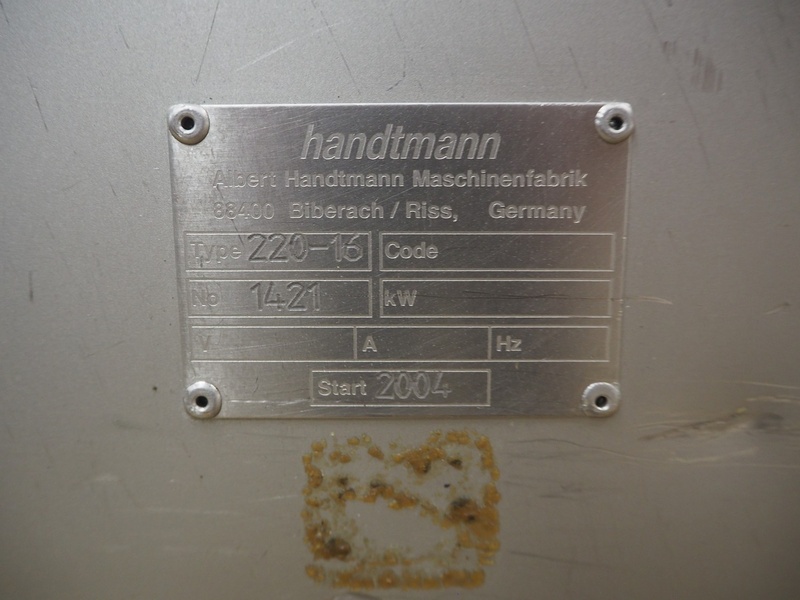 handtmann
Albert Handtmann Maschinenfabrik
88400 Biberach / Riss, Germany
Type 220-16 Code
No 1421 kW
V A Hz
Start 2004